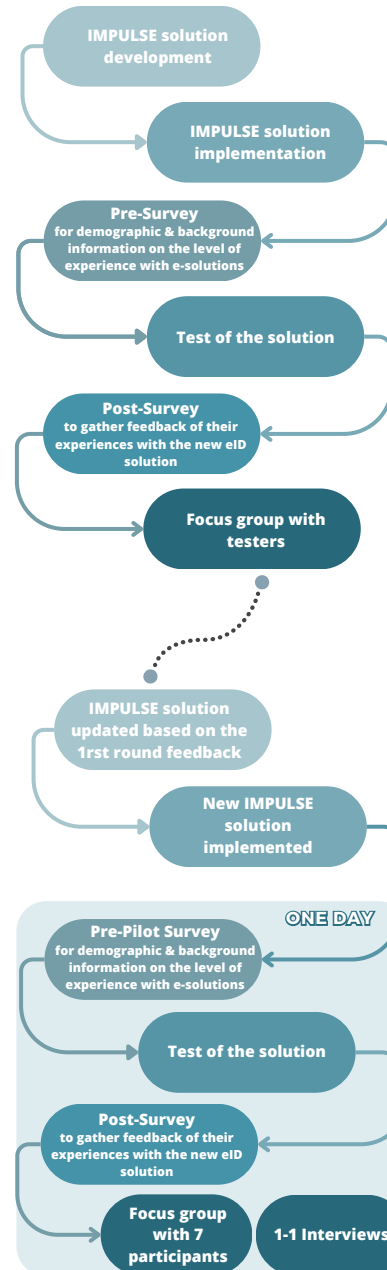 IMPULSE solution
development
IMPULSE solution
implementation
Pre-Survey
for demographic & background
information on the level of
experience with e-solutions
Test of the solution
Post-Survey
to gather feedback of their
experiences with the new eID
solution
Focus group with
testers
IMPULSE solution
updated based on the
1rst round feedback
New IMPULSE
solution
implemented
ONE DAY
Pre-Pilot Survey
for demographic & background
information on the level of
experience with e-solutions
Test of the solution
Post-Survey
to gather feedback of their
experiences with the new eID
solution
Focus group
with 7
participants
1-1 Interviews